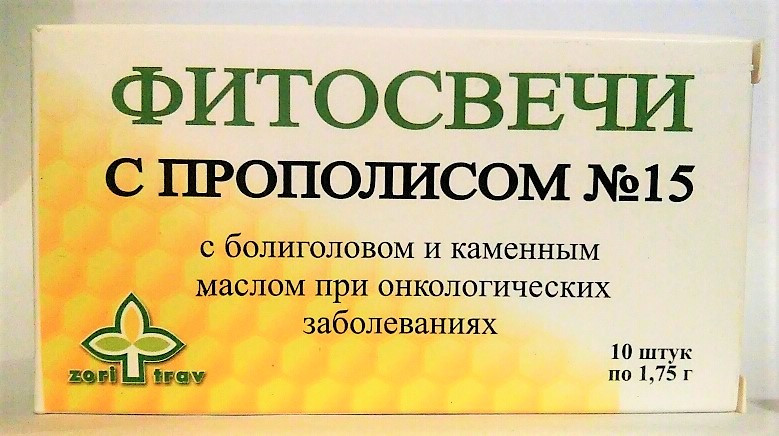 ФИТОСВЕЧИ
С ПРОПОЛИСОМ №15
с болиголовом и каменным
маслом при онкологических
заболеваниях
10 штук
по 1,75 г
zori trav